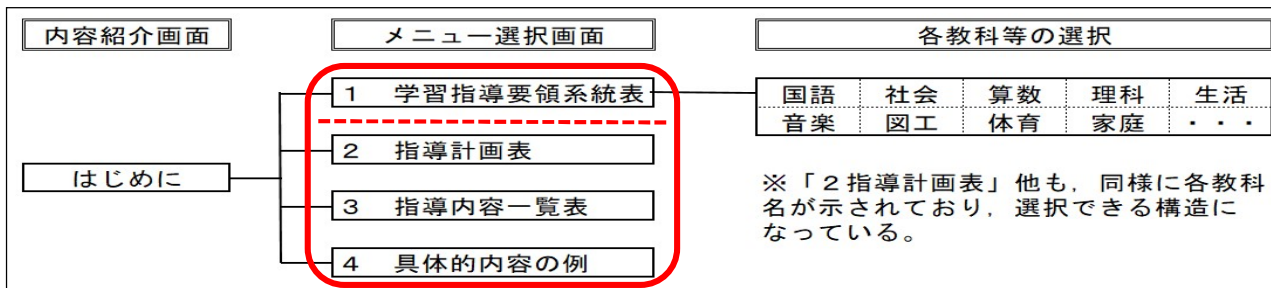 内容紹介画面
メニュー選択画面
各教科等の選択
はじめに
1 学習指導要領系統表
2 指導計画表
3 指導内容一覧表
4 具体的内容の例
国語 社会 算数 理科 生活
音楽 図工 体育 家庭 ・・・
※「２指導計画表」他も，同様に各教科
名が示されており，選択できる構造に
なっている。